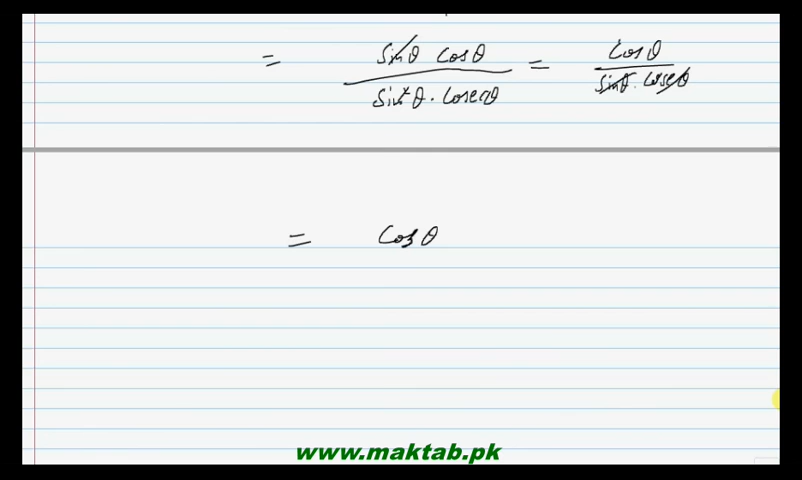 = sinθ cosθ / sin²θ . cosecθ = cosθ / sinθ . cosecθ
= cosθ
www.maktab.pk